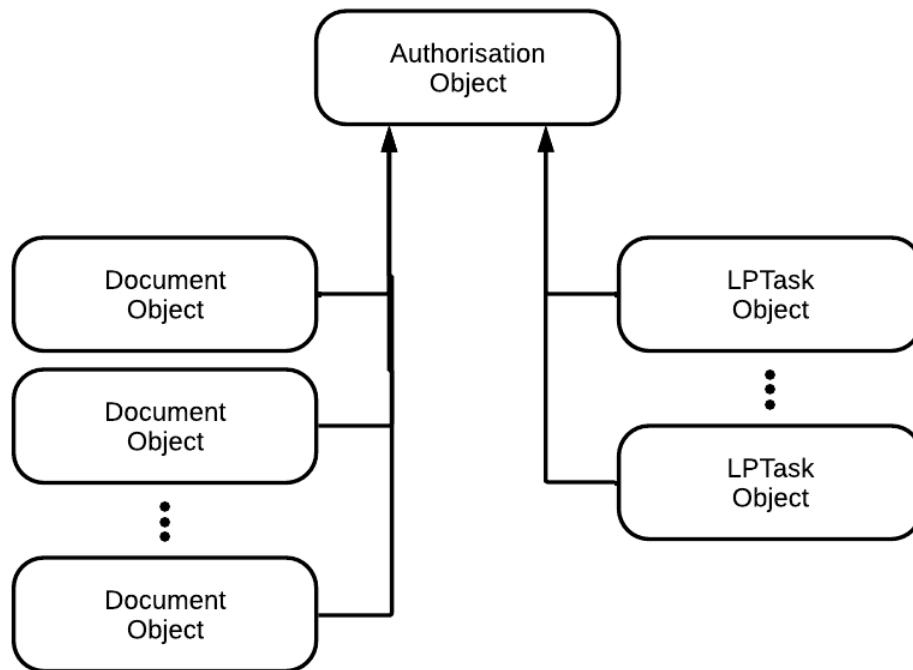 Authorisation
Object
Document
Object
LPTask
Object
Document
Object
LPTask
Object
Document
Object